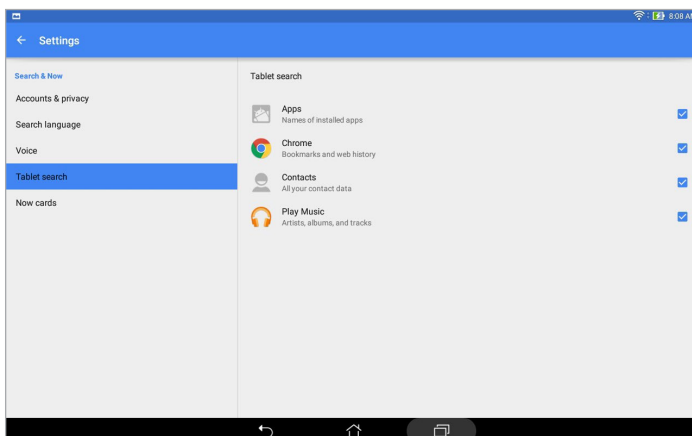 8:08 AM
Settings
Search & Now
Accounts & privacy
Search language
Voice
Tablet search
Now cards
Tablet search
Apps
Names of installed apps
Chrome
Bookmarks and web history
Contacts
All your contact data
Play Music
Artists, albums, and tracks